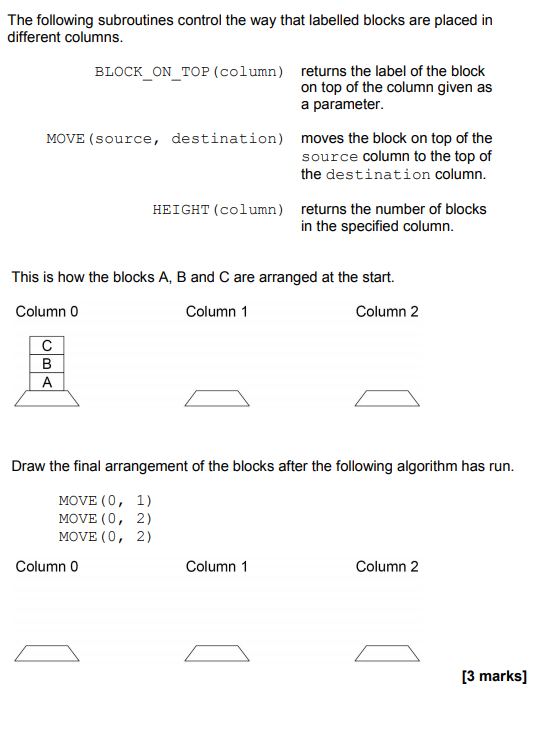 The following subroutines control the way that labelled blocks are placed in
different columns.
BLOCK_ON_TOP(column) returns the label of the block
on top of the column given as
a parameter.
MOVE(source, destination) moves the block on top of the
source column to the top of
the destination column.
HEIGHT(column) returns the number of blocks
in the specified column.
This is how the blocks A, B and C are arranged at the start.
Column 0 Column 1 Column 2
C
B
A
Draw the final arrangement of the blocks after the following algorithm has run.
MOVE(0, 1)
MOVE(0, 2)
MOVE(0, 2)
Column 0 Column 1 Column 2
[3 marks]